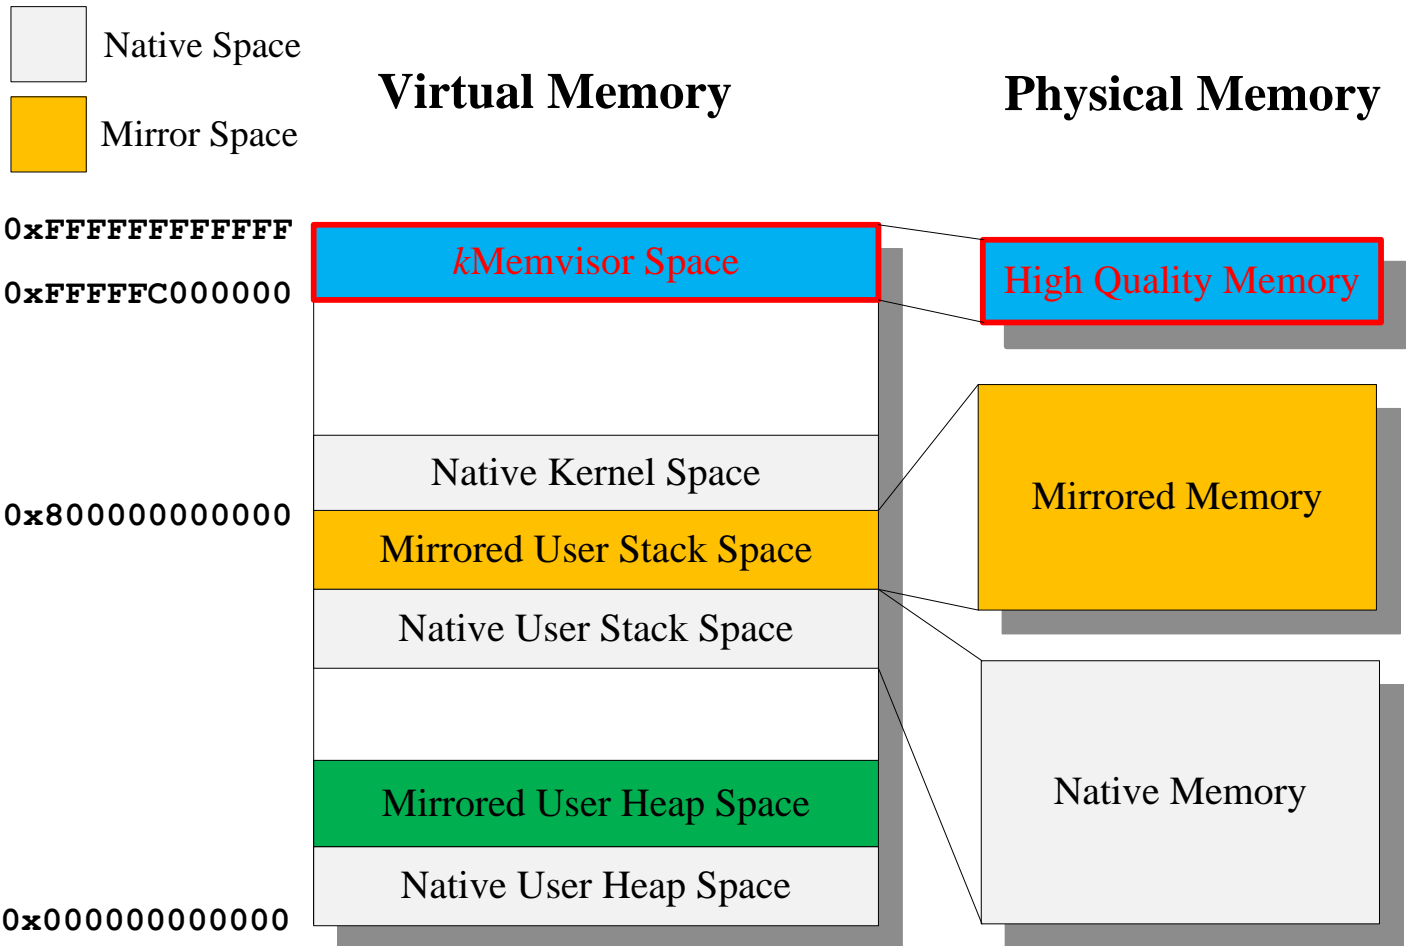 Native Space
Mirror Space
Virtual Memory
Physical Memory
0xFFFFFFFFFFFF
0xFFFFFC000000
0x800000000000
0x000000000000
kMemvisor Space
Native Kernel Space
Mirrored User Stack Space
Native User Stack Space
Mirrored User Heap Space
Native User Heap Space
High Quality Memory
Mirrored Memory
Native Memory